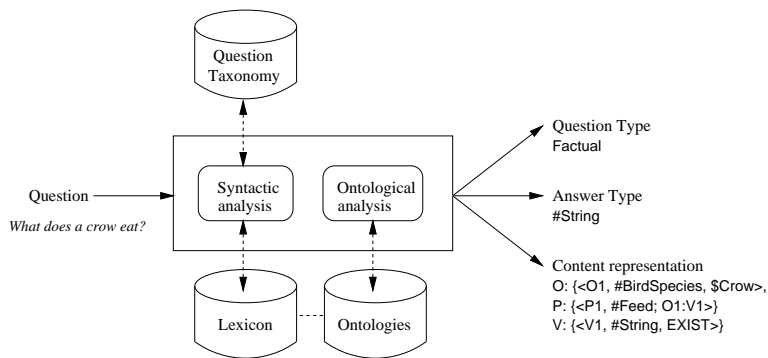 Question
Taxonomy
Question
What does a crow eat?
Syntactic
analysis
Ontological
analysis
Lexicon
Ontologies
Question Type
Factual
Answer Type
#String
Content representation
O: {<O1, #BirdSpecies, $Crow>,
P: {<P1, #Feed; O1:V1>}
V: {<V1, #String, EXIST>}